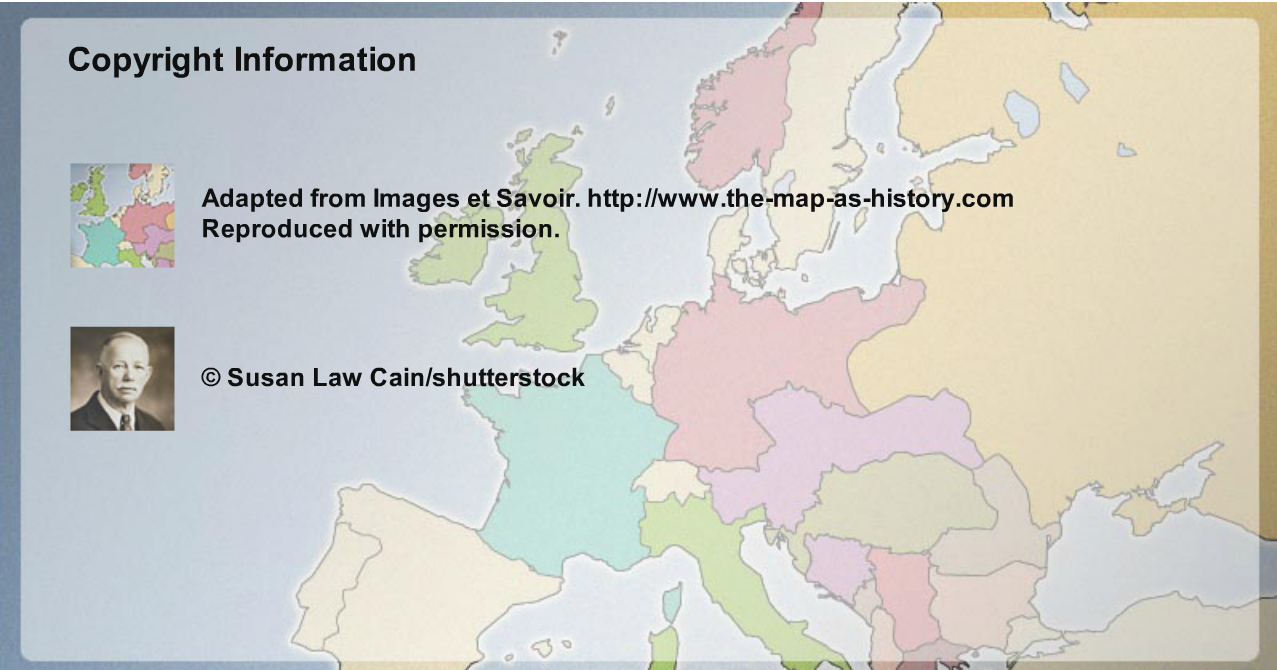 Copyright Information
Adapted from Images et Savoir. http://www.the-map-as-history.com
Reproduced with permission.
© Susan Law Cain/shutterstock